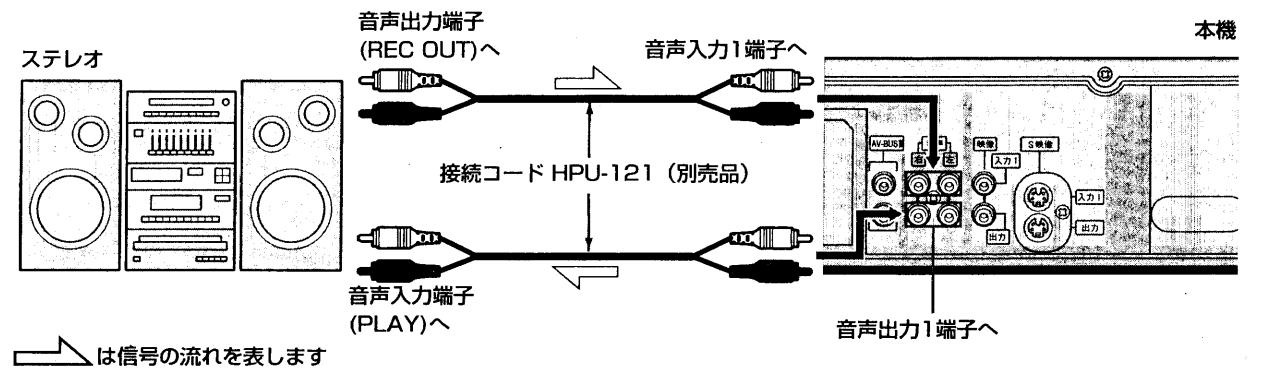 音声出力端子
(REC OUT)へ
音声入力1端子へ
本機
ステレオ
AV-BUSⅡ
右
左
映像
S映像
入力1
入力1
出力
出力
接続コード HPU-121（別売品）
音声入力端子
(PLAY)へ
音声出力1端子へ
は信号の流れを表します